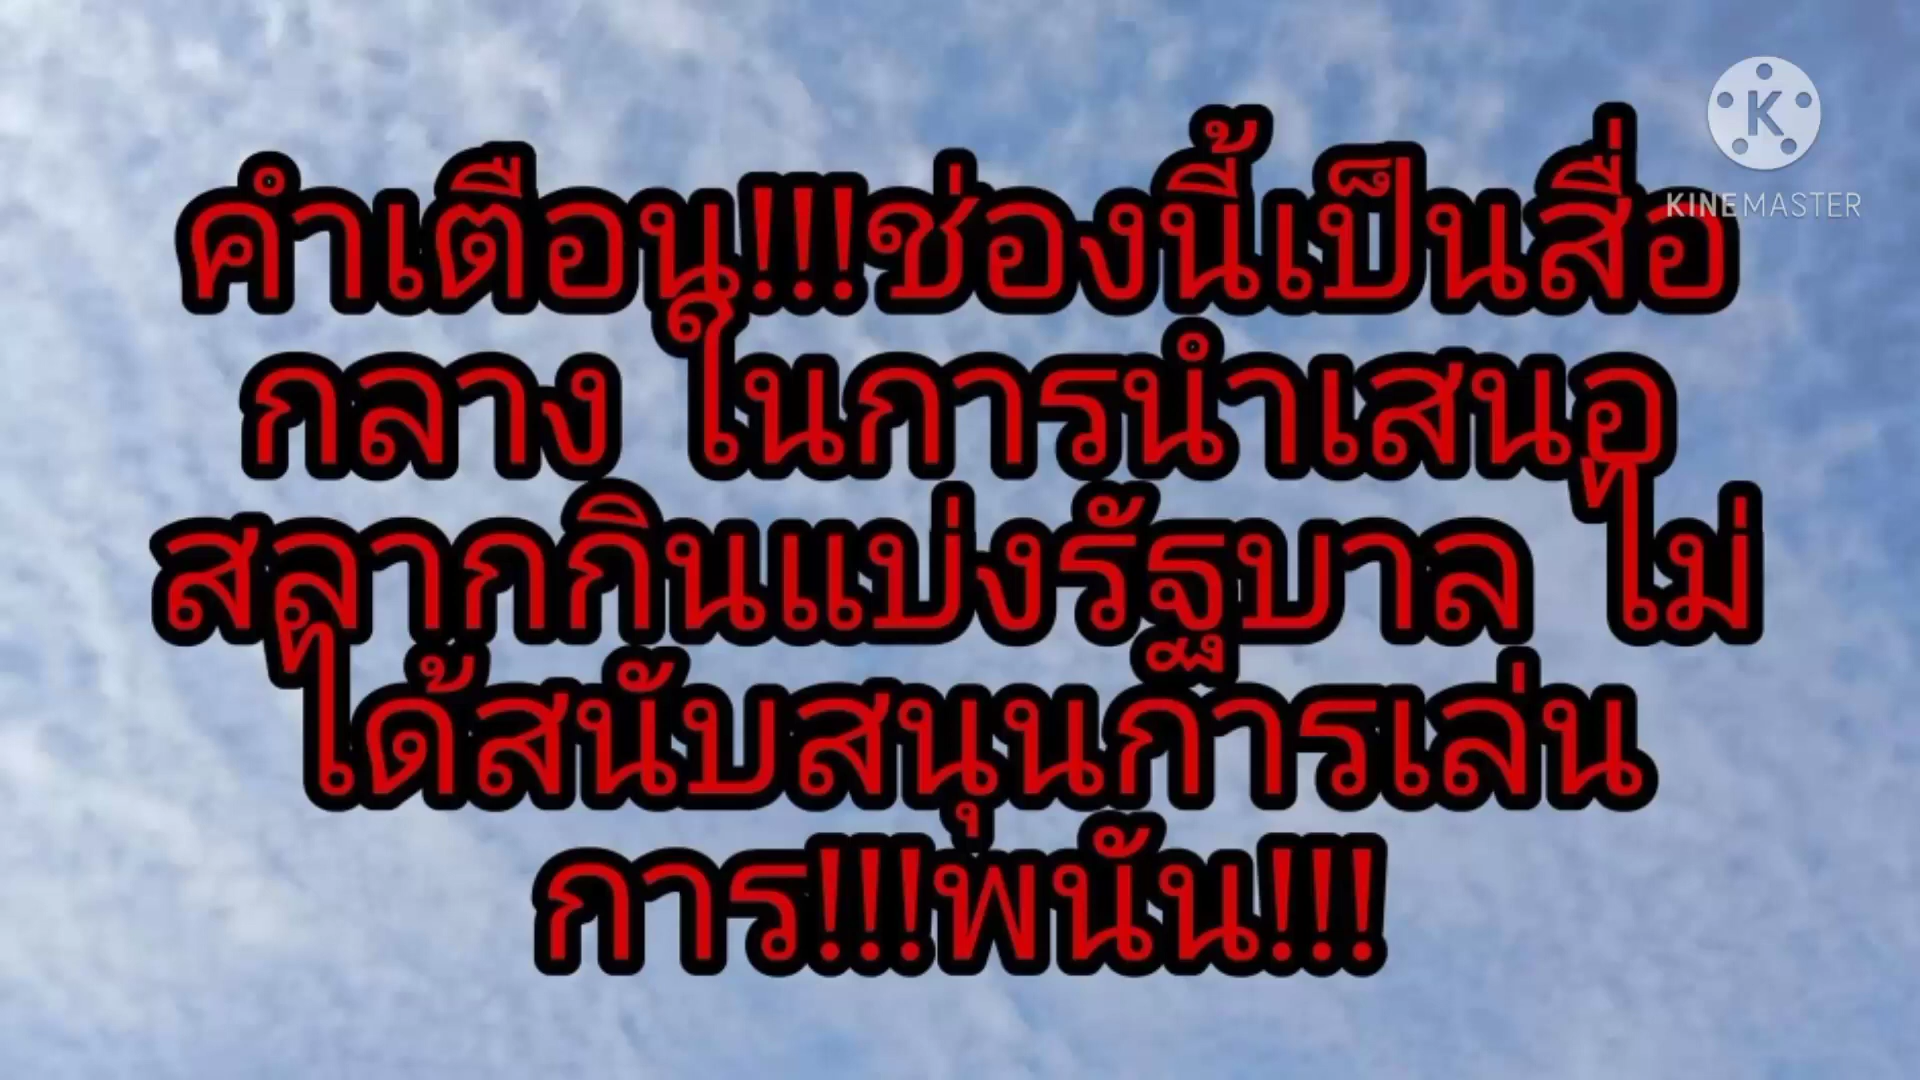 คำเตือน!!!ช่องนี้เป็นสื่อ
กลาง ในการนำเสนอ
สลากกินแบ่งรัฐบาล ไม่
ได้สนับสนุนการเล่น
การ!!!พนัน!!!
K
KINEMASTER